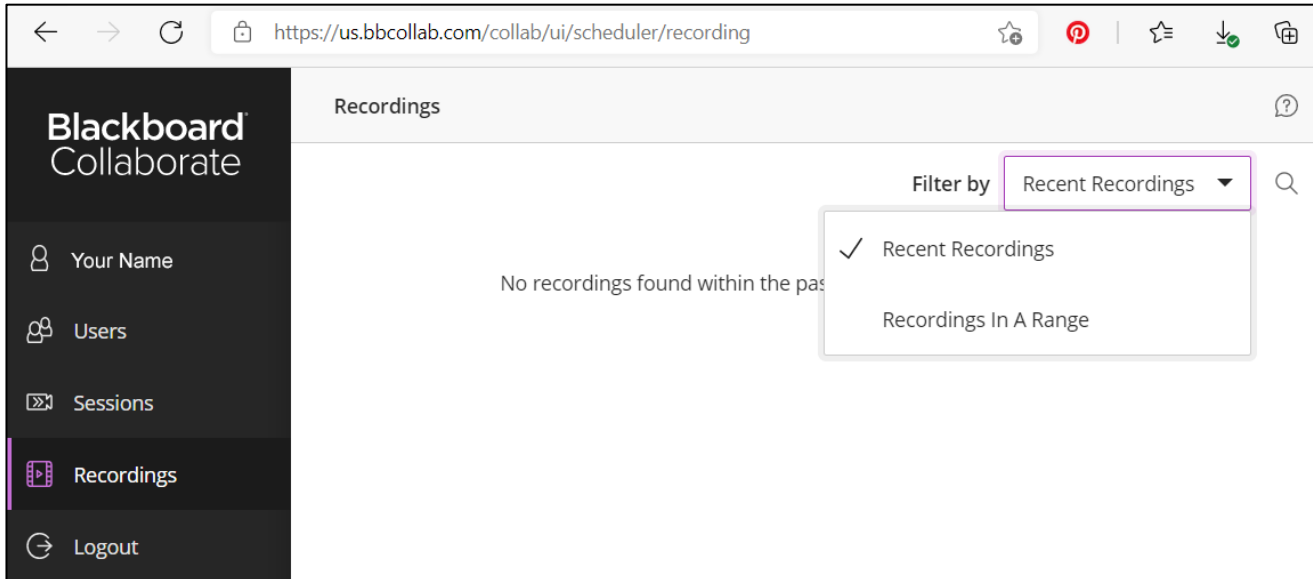 https://us.bbcollab.com/collab/ui/scheduler/recording
Blackboard
Collaborate
Recordings
Filter by Recent Recordings
Recent Recordings
Recordings In A Range
No recordings found within the
Your Name
Users
Sessions
Recordings
Logout